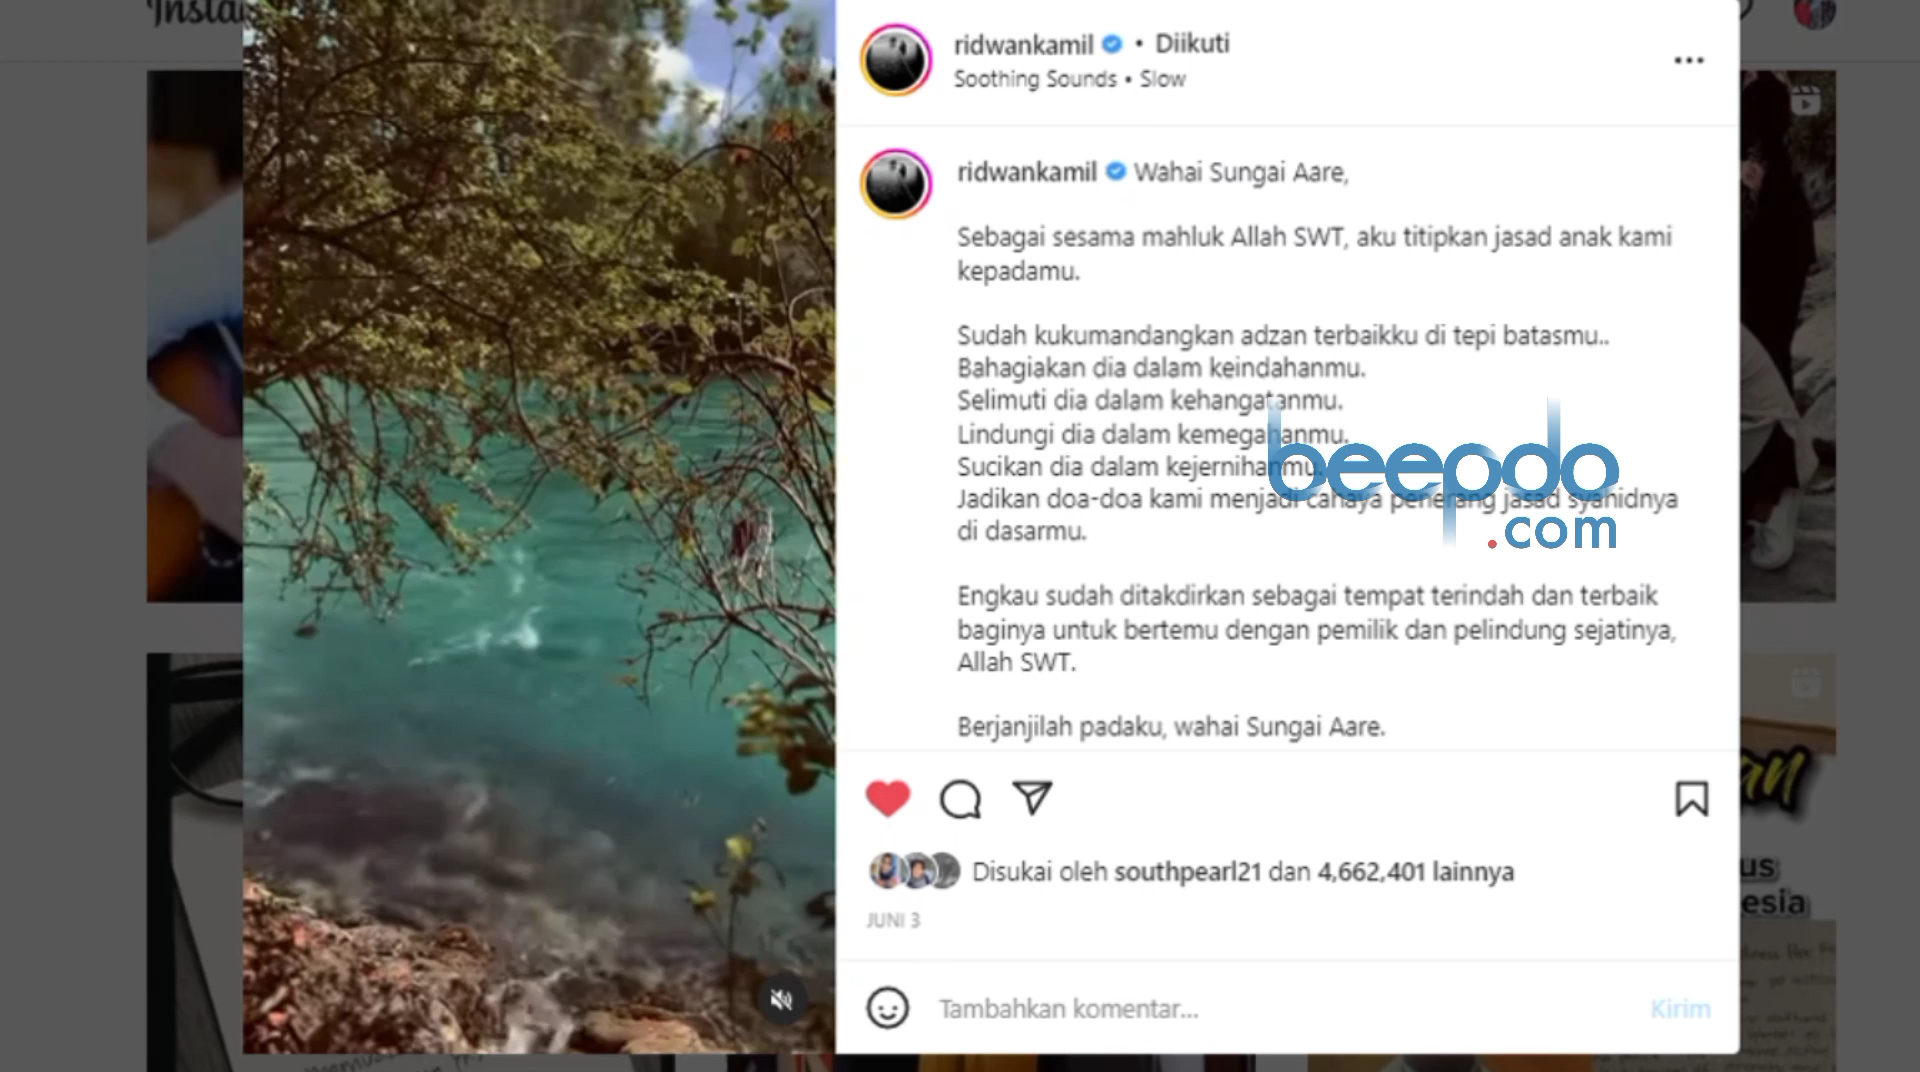 ridwankamil • Diikuti
Soothing Sounds • Slow
ridwankamil Wahai Sungai Aare,
Sebagai sesama mahluk Allah SWT, aku titipkan jasad anak kami
kepadamu.
Sudah kukumandangkan adzan terbaikku di tepi batasmu..
Bahagiakan dia dalam keindahanmu.
Selimuti dia dalam kehangatanmu.
Lindungi dia dalam kemegahanmu.
Sucikan dia dalam kejernihanmu.
Jadikan doa-doa kami menjadi cahaya penerang jasad syahidnya
di dasarmu.
beepdo
.com
Engkau sudah ditakdirkan sebagai tempat terindah dan terbaik
baginya untuk bertemu dengan pemilik dan pelindung sejatinya,
Allah SWT.
Berjanjilah padaku, wahai Sungai Aare.
Disukai oleh southpearl21 dan 4,662,401 lainnya
JUNI 3
Tambahkan komentar...
Kirim
an
us
esia